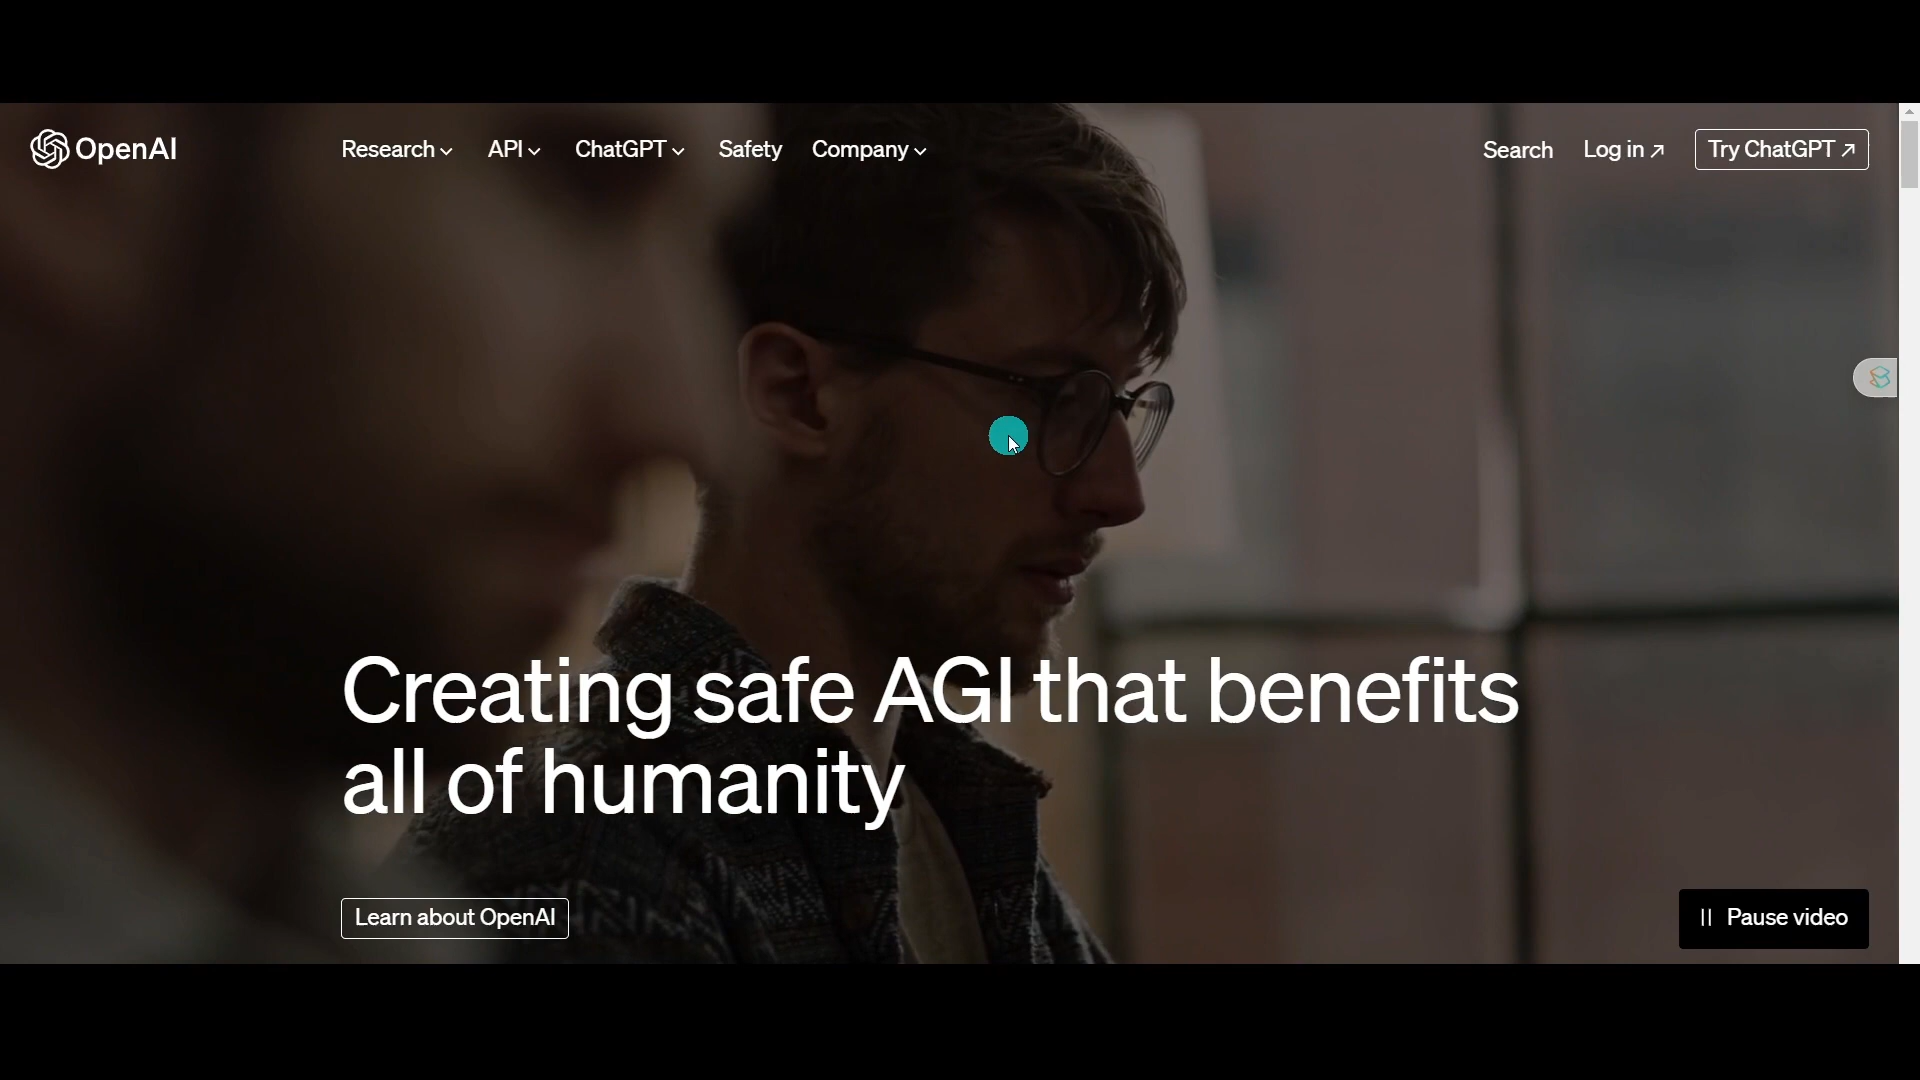 OpenAI
Research
API
ChatGPT
Safety
Company
Search
Log in
Try ChatGPT
Creating safe AGI that benefits
all of humanity
Learn about OpenAI
Pause video